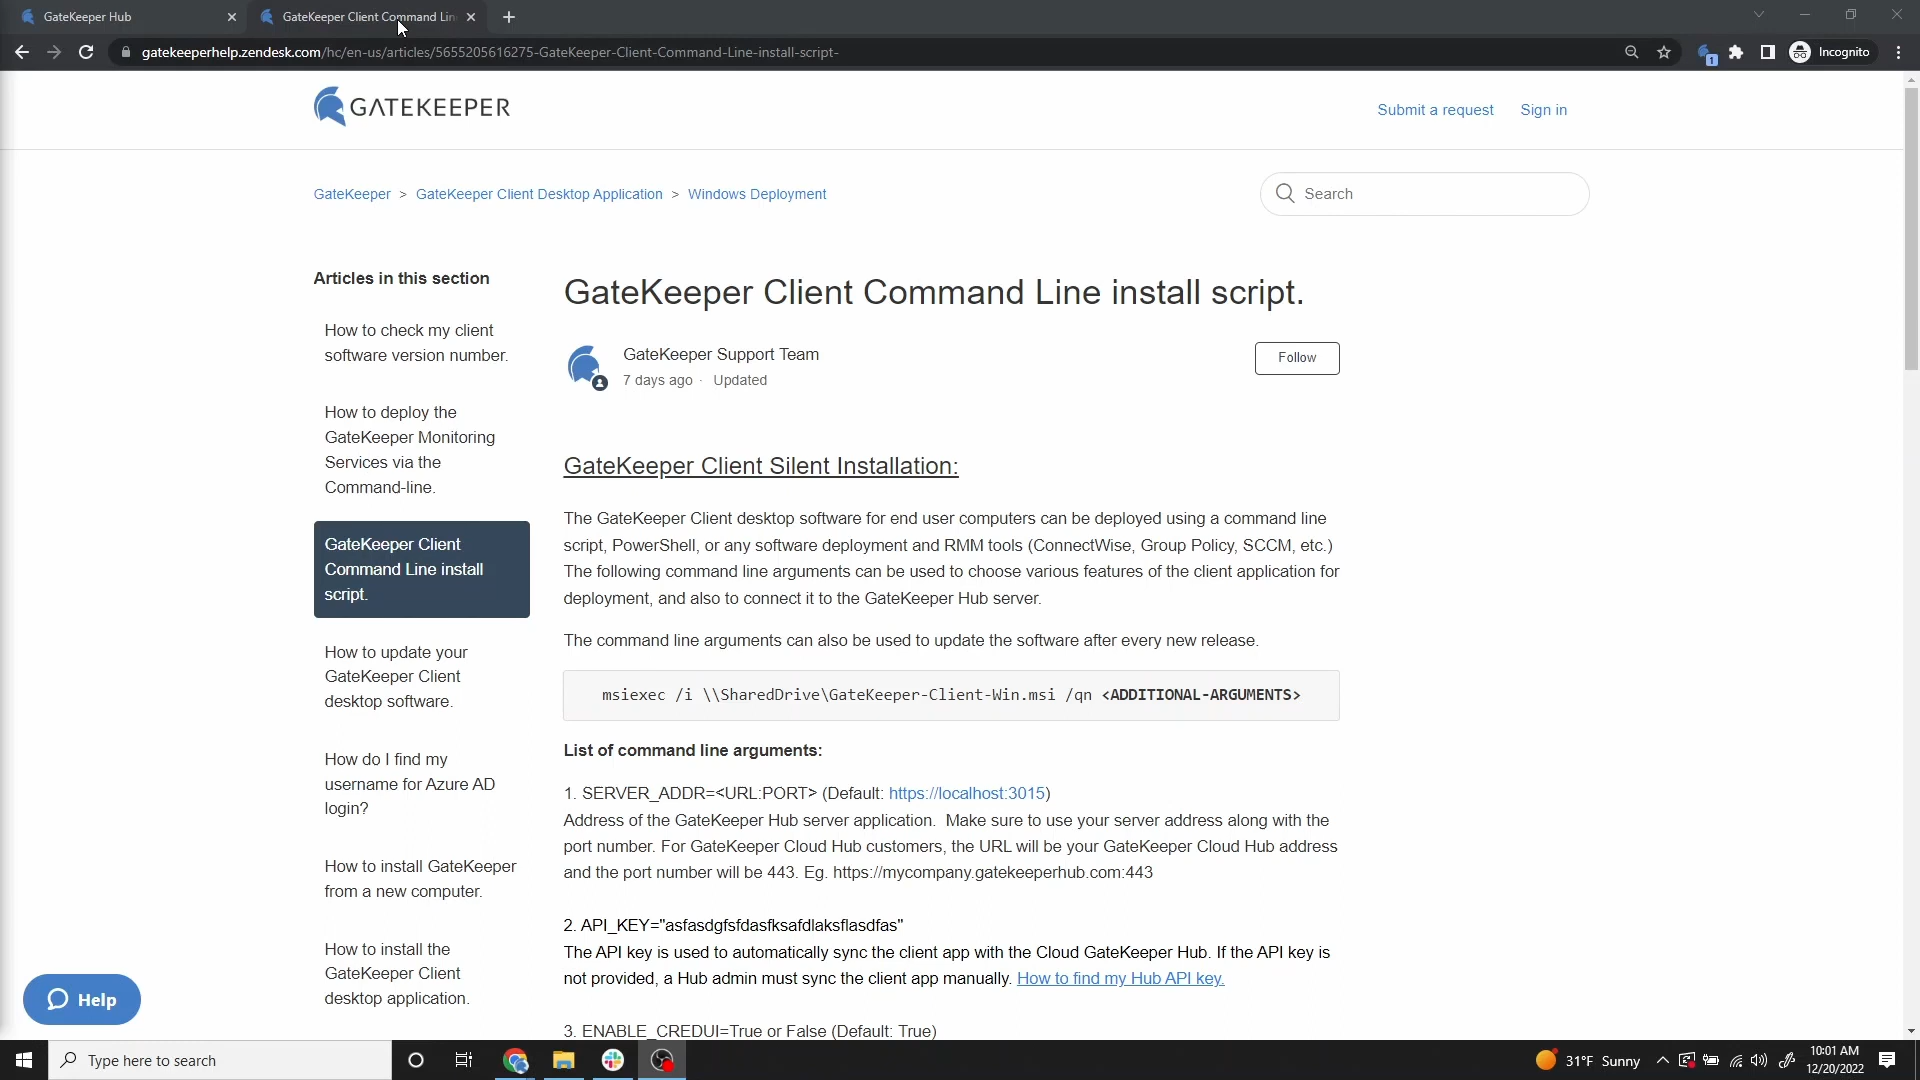 GateKeeper Hub
GateKeeper Client Command Lin
gatekeeperhelp.zendesk.com/hc/en-us/articles/5655205616275-GateKeeper-Client-Command-Line-install-script-
1
Incognito
GATEKEEPER
Submit a request
Sign in
GateKeeper > GateKeeper Client Desktop Application > Windows Deployment
Search
Articles in this section
How to check my client
software version number.
How to deploy the
GateKeeper Monitoring
Services via the
Command-line.
GateKeeper Client
Command Line install
script.
How to update your
GateKeeper Client
desktop software.
How do I find my
username for Azure AD
login?
How to install GateKeeper
from a new computer.
How to install the
GateKeeper Client
desktop application.
GateKeeper Client Command Line install script.
GateKeeper Support Team
7 days ago · Updated
Follow
GateKeeper Client Silent Installation:
The GateKeeper Client desktop software for end user computers can be deployed using a command line
script, PowerShell, or any software deployment and RMM tools (ConnectWise, Group Policy, SCCM, etc.)
The following command line arguments can be used to choose various features of the client application for
deployment, and also to connect it to the GateKeeper Hub server.
The command line arguments can also be used to update the software after every new release.
msiexec /i \\SharedDrive\GateKeeper-Client-Win.msi /qn <ADDITIONAL-ARGUMENTS>
List of command line arguments:
1. SERVER_ADDR=<URL:PORT> (Default: https://localhost:3015)
Address of the GateKeeper Hub server application.  Make sure to use your server address along with the
port number. For GateKeeper Cloud Hub customers, the URL will be your GateKeeper Cloud Hub address
and the port number will be 443. Eg. https://mycompany.gatekeeperhub.com:443
2. API_KEY="asfasdgfsfdasfksafdlaksflasdfas"
The API key is used to automatically sync the client app with the Cloud GateKeeper Hub. If the API key is
not provided, a Hub admin must sync the client app manually. How to find my Hub API key.
3. ENABLE_CREDUI=True or False (Default: True)
Help
Type here to search
31°F Sunny
10:01 AM
12/20/2022